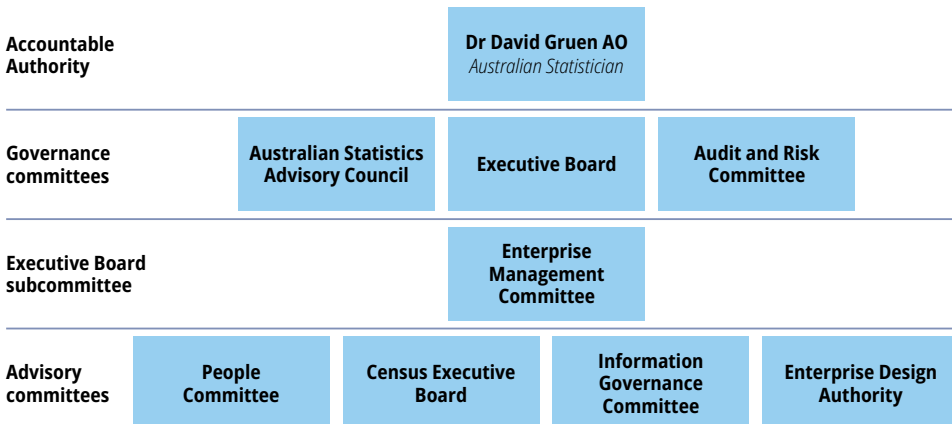 Accountable
Authority
Dr David Gruen AO
Australian Statistician
Governance
committees
Australian Statistics
Advisory Council
Executive Board
Audit and Risk
Committee
Executive Board
subcommittee
Enterprise
Management
Committee
Advisory
committees
People
Committee
Census Executive
Board
Information
Governance
Committee
Enterprise Design
Authority